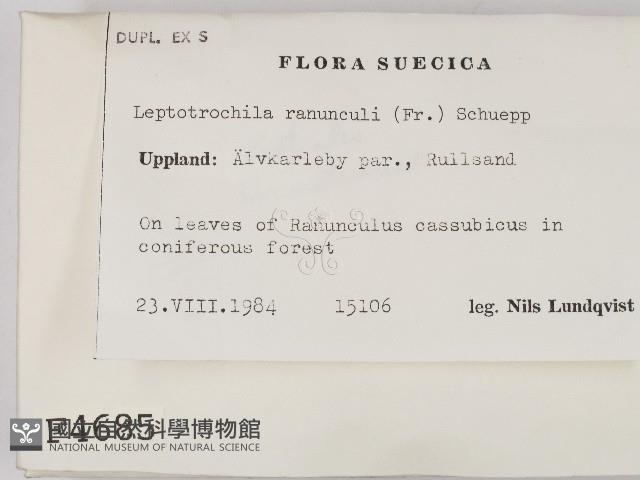 DUPL. EX S
FLORA SUECICA
Leptotrochila ranunculi (Fr.) Schuepp
Uppland: Älvkarleby par., Rullsand
On leaves of Ranunculus cassubicus in
coniferous forest
23.VIII.1984 15106 leg. Nils Lundqvist
F4685
國立自然科學博物館
NATIONAL MUSEUM OF NATURAL SCIENCE